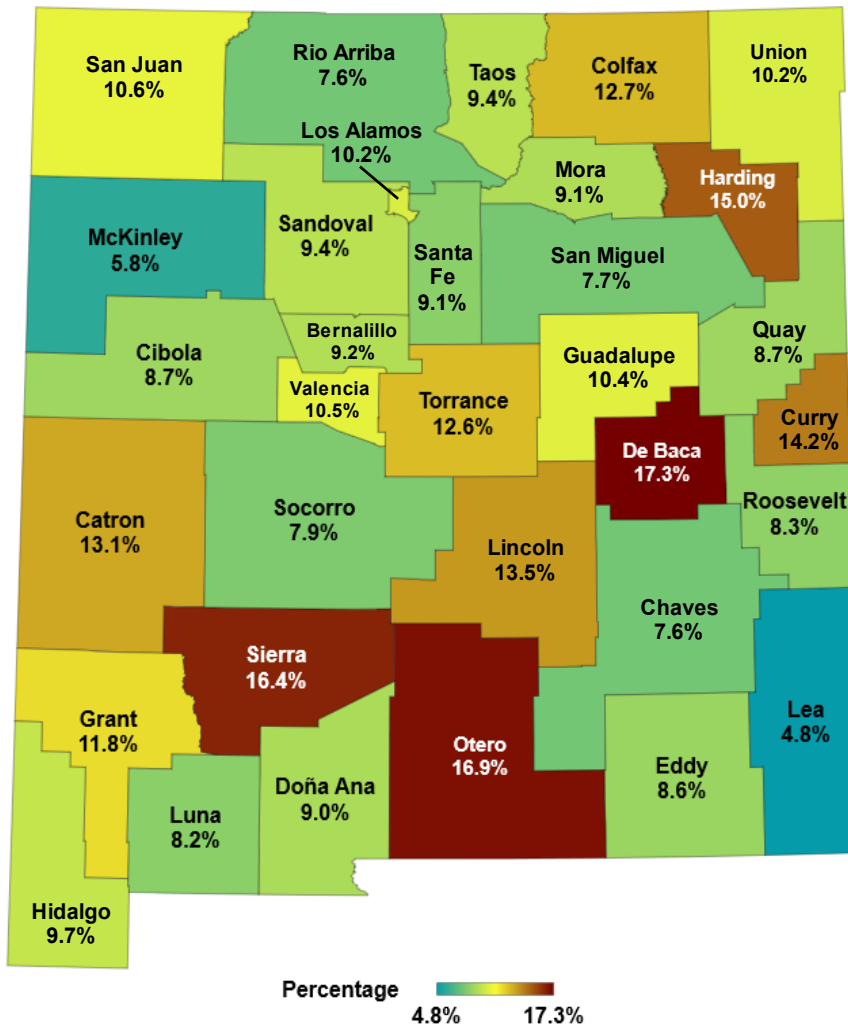 San Juan
10.6%
Rio Arriba
7.6%
Taos
9.4%
Colfax
12.7%
Union
10.2%
Los Alamos
10.2%
Mora
9.1%
Harding
15.0%
McKinley
5.8%
Sandoval
9.4%
Santa
Fe
9.1%
San Miguel
7.7%
Cibola
8.7%
Bernalillo
9.2%
Guadalupe
10.4%
Quay
8.7%
Valencia
10.5%
Torrance
12.6%
Curry
14.2%
De Baca
17.3%
Catron
13.1%
Socorro
7.9%
Roosevelt
8.3%
Lincoln
13.5%
Chaves
7.6%
Sierra
16.4%
Grant
11.8%
Otero
16.9%
Lea
4.8%
Eddy
8.6%
Doña Ana
9.0%
Luna
8.2%
Hidalgo
9.7%
Percentage
4.8%
17.3%